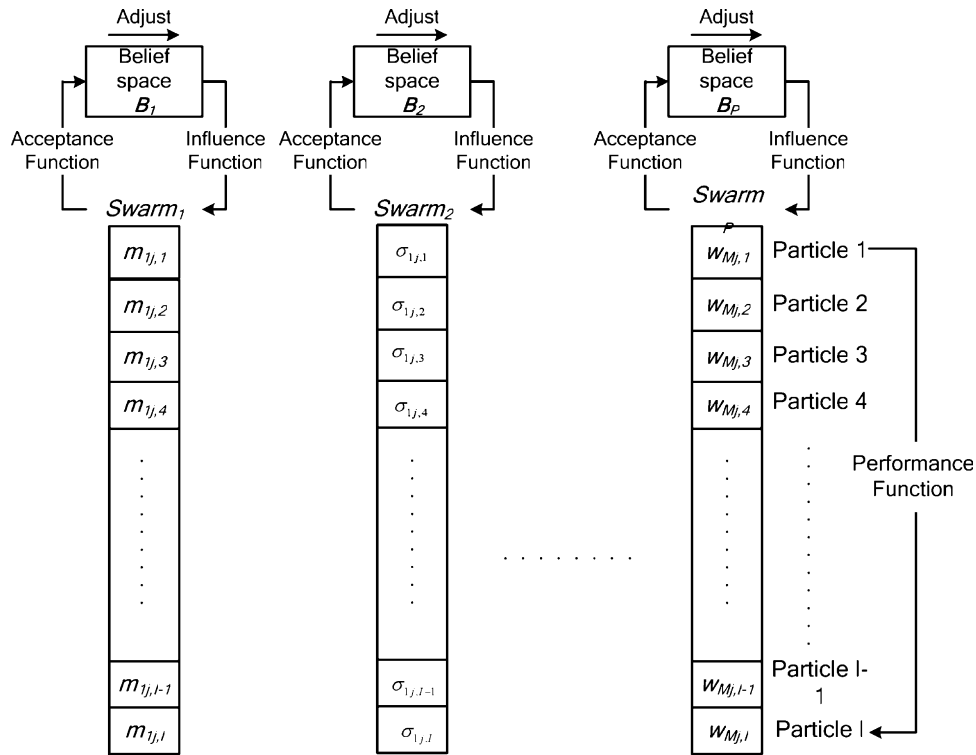 Adjust
Belief
space
B1
Acceptance
Function
Influence
Function
Swarm1
m1j,1
m1j,2
m1j,3
m1j,4
m1j,I-1
m1j,I
Adjust
Belief
space
B2
Acceptance
Function
Influence
Function
Swarm2
σ1j,1
σ1j,2
σ1j,3
σ1j,4
σ1j,I−1
σ1j,I
Adjust
Belief
space
BP
Acceptance
Function
Influence
Function
Swarm
P
wMj,1
wMj,2
wMj,3
wMj,4
wMj,I-1
wMj,I
Particle 1
Particle 2
Particle 3
Particle 4
Particle I-
1
Particle I
Performance
Function